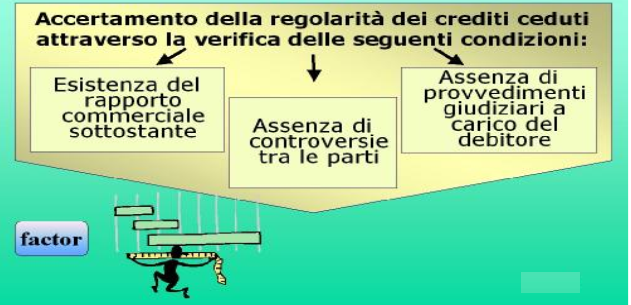 Accertamento della regolarità dei crediti ceduti
attraverso la verifica delle seguenti condizioni:
Esistenza del
rapporto
commerciale
sottostante
Assenza di
controversie
tra le parti
Assenza di
provvedimenti
giudiziari a
carico del
debitore
factor